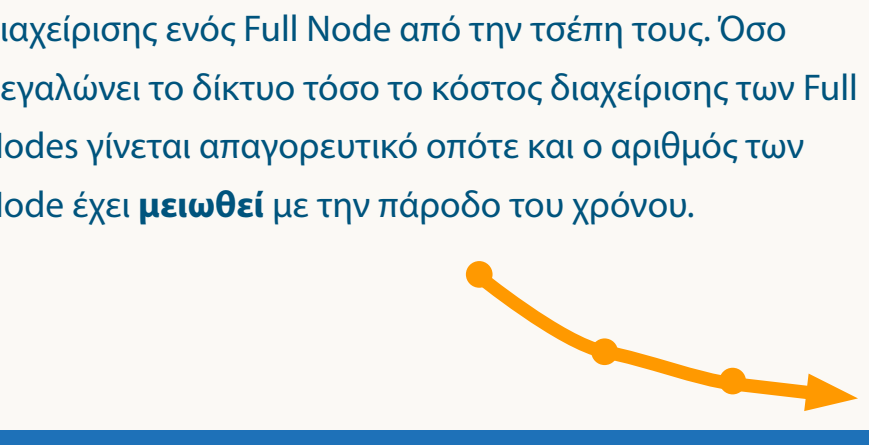 ιαχείρισης ενός Full Node από την τσέπη τους. Όσο
εγαλώνει το δίκτυο τόσο το κόστος διαχείρισης των Full
odes γίνεται απαγορευτικό οπότε και ο αριθμός των
ode έχει μειωθεί με την πάροδο του χρόνου.